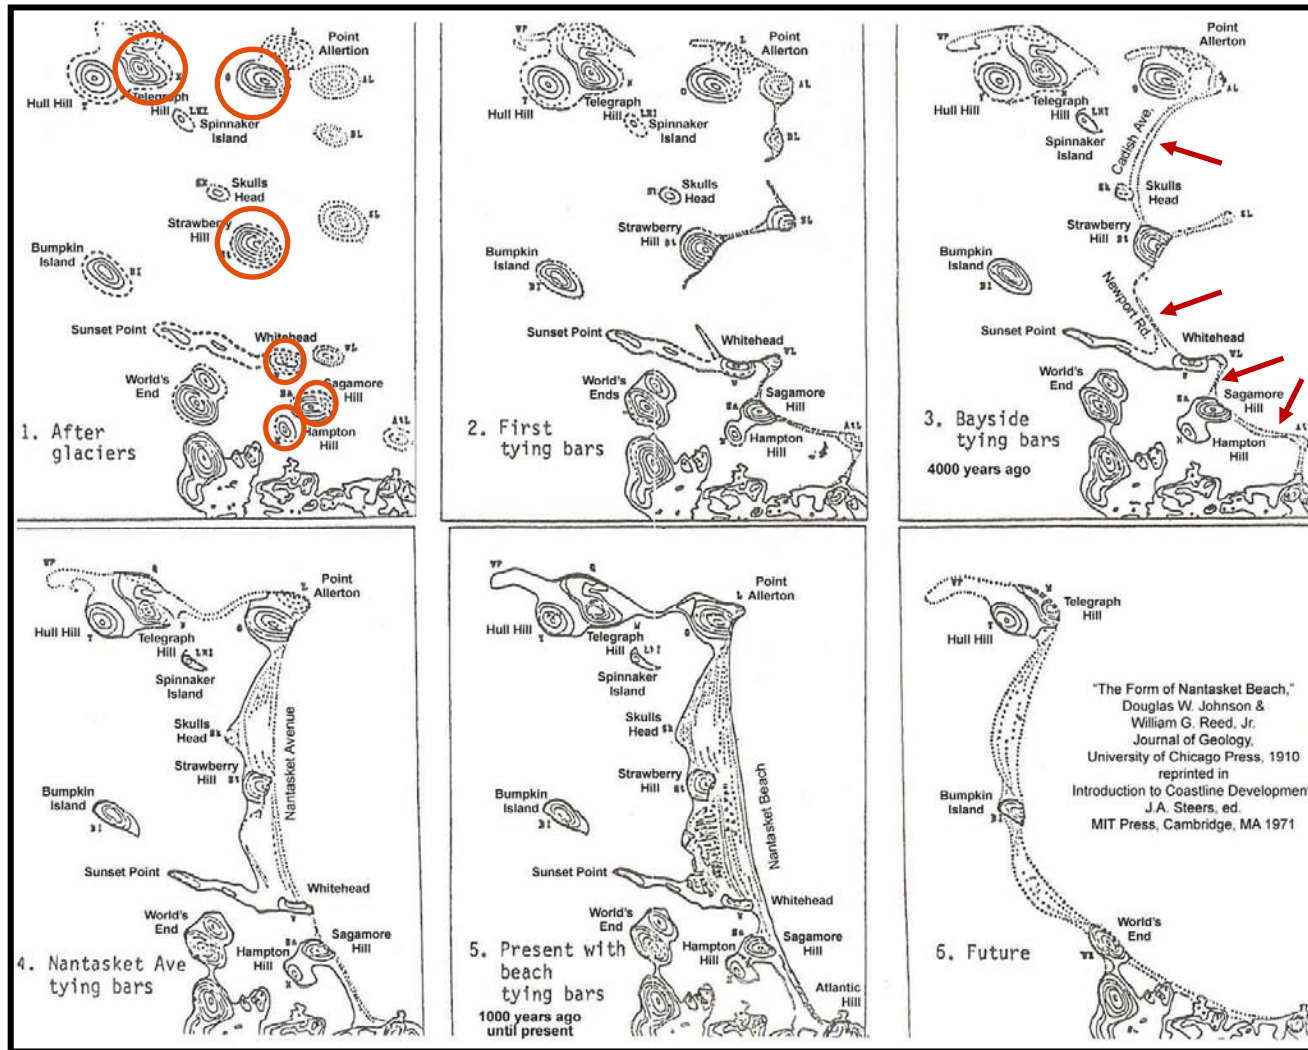 Point
Allerton
Hull Hill
Telegraph
Hill
Spinnaker
Island
Skulls
Head
Strawberry
Hill
Bumpkin
Island
Sunset Point
Whitehead
World's
End
Sagamore
Hill
Hampton
Hill
1. After
glaciers
Point
Allerton
Hull Hill
Telegraph
Hill
Spinnaker
Island
Skulls
Head
Strawberry
Hill
Bumpkin
Island
Sunset Point
Whitehead
World's
Ends
Sagamore
Hill
Hampton
Hill
2. First
tying bars
Point
Allerton
Hull Hill
Telegraph
Hill
Spinnaker
Island
Cadish Ave.
Skulls
Head
Strawberry
Hill
Bumpkin
Island
Newport Rd.
Sunset Point
Whitehead
World's
End
Sagamore
Hill
Hampton
Hill
3. Bayside
tying bars
4000 years ago
Point
Allerton
Hull Hill
Telegraph
Hill
Spinnaker
Island
Skulls
Head
Strawberry
Hill
Nantasket Avenue
Bumpkin
Island
Sunset Point
Whitehead
World's
End
Hampton
Hill
Sagamore
Hill
4. Nantasket Ave
tying bars
Point
Allerton
Hull Hill
Telegraph
Hill
Spinnaker
Island
Skulls
Head
Strawberry
Hill
Nantasket Beach
Bumpkin
Island
Sunset Point
Whitehead
World's
End
Hampton
Hill
Sagamore
Hill
Atlantic
Hill
5. Present with
beach
tying bars
1000 years ago
until present
Telegraph
Hill
Hull Hill
"The Form of Nantasket Beach,"
Douglas W. Johnson &
William G. Reed, Jr.
Journal of Geology,
University of Chicago Press, 1910
reprinted in
Introduction to Coastline Development
J.A. Steers, ed.
MIT Press, Cambridge, MA 1971
Bumpkin
Island
World's
End
6. Future